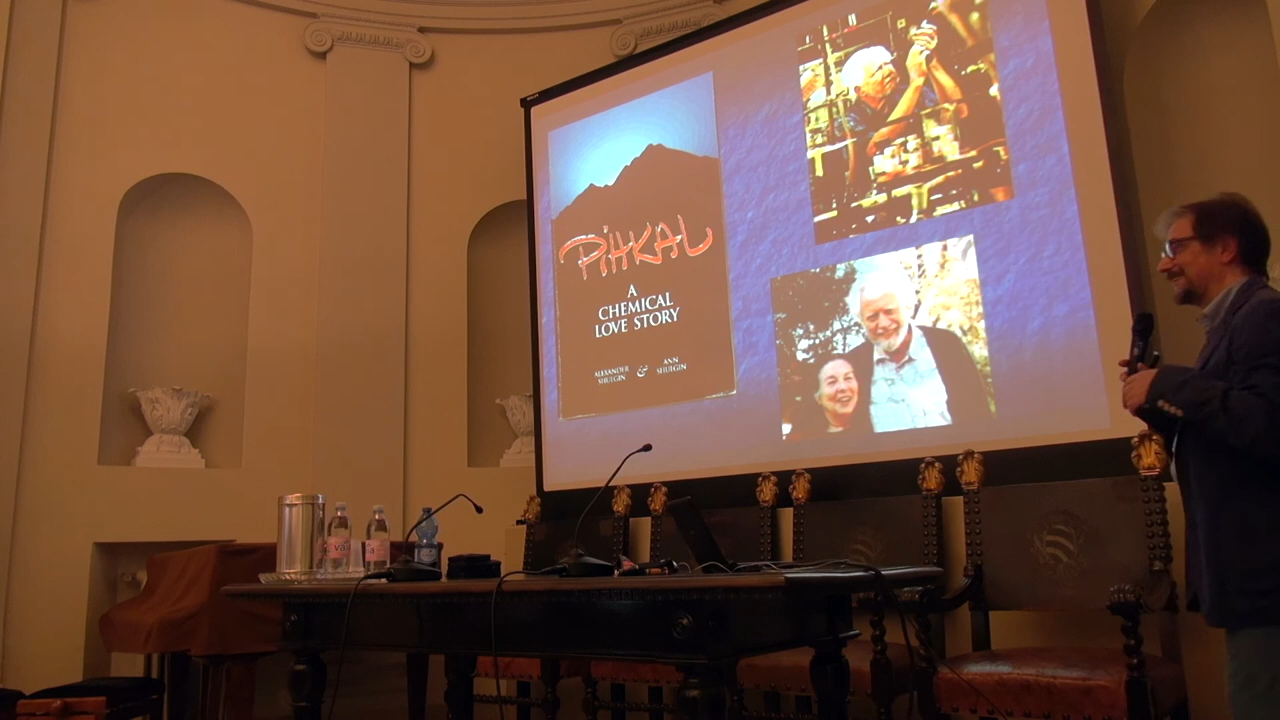 PiHKAL
A
CHEMICAL
LOVE STORY
ALEXANDER
SHULGIN
&
ANN
SHULGIN